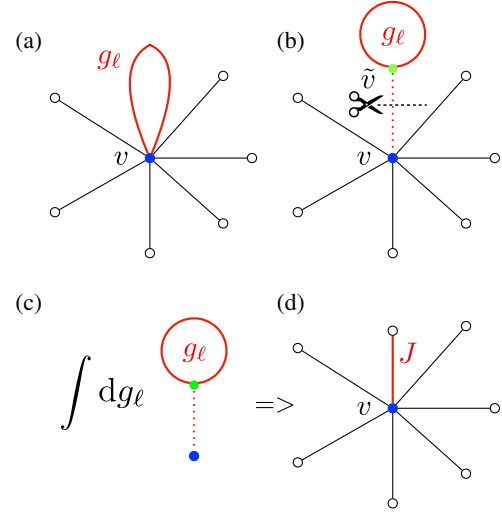 (a)
(b)
g_ℓ
g_ℓ
ṽ
v
v
(c)
(d)
g_ℓ
J
∫ dg_ℓ
=>
v